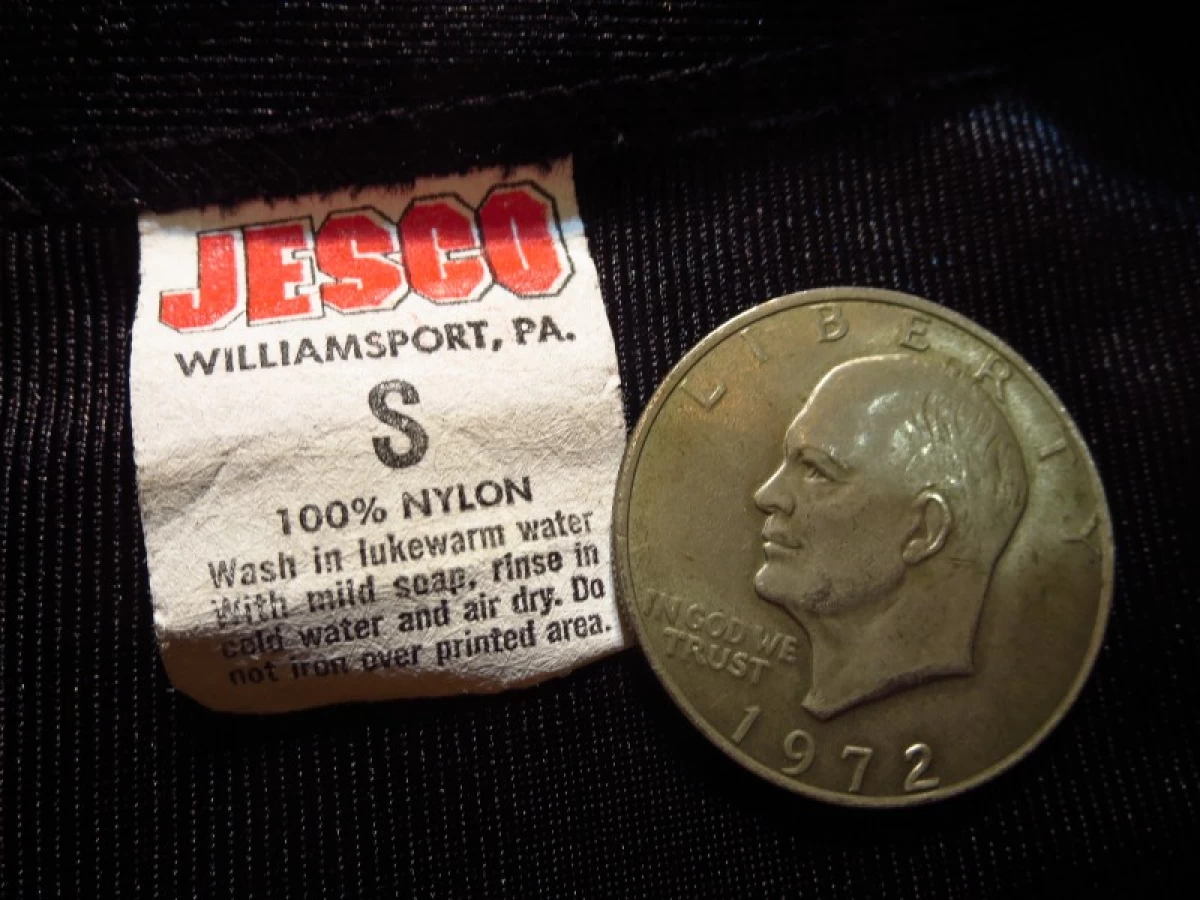 JESCO
WILLIAMSPORT, PA.
S
100% NYLON
Wash in lukewarm water
With mild soap, rinse in
cold water and air dry. Do
not iron over printed area.
LIBERTY
IN GOD WE
TRUST
1972